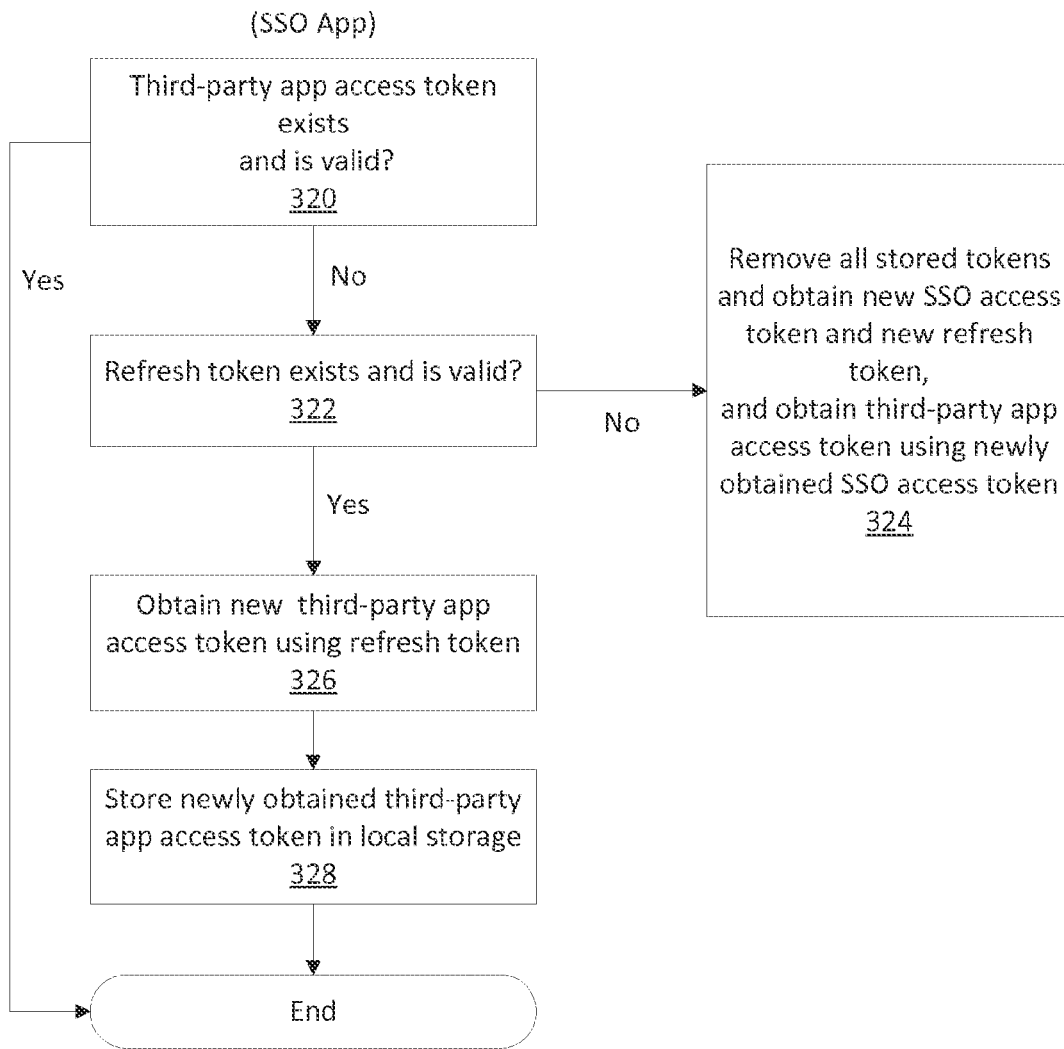 (SSO App)
Third-party app access token
exists
and is valid?
320
Yes
No
Refresh token exists and is valid?
322
No
Remove all stored tokens
and obtain new SSO access
token and new refresh
token,
and obtain third-party app
access token using newly
obtained SSO access token
324
Yes
Obtain new third-party app
access token using refresh token
326
Store newly obtained third-party
app access token in local storage
328
End